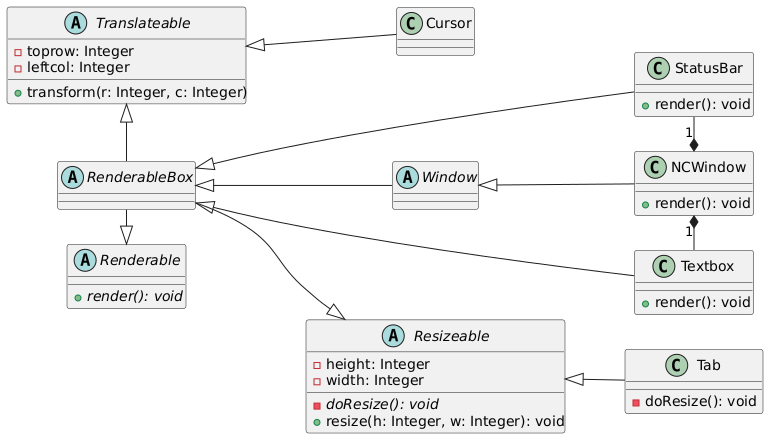 A Translateable
toprow: Integer
leftcol: Integer
transform(r: Integer, c: Integer)
C Cursor
C StatusBar
render(): void
1
A RenderableBox
A Window
C NCWindow
render(): void
1
A Renderable
render(): void
C Textbox
render(): void
A Resizeable
height: Integer
width: Integer
doResize(): void
resize(h: Integer, w: Integer): void
C Tab
doResize(): void